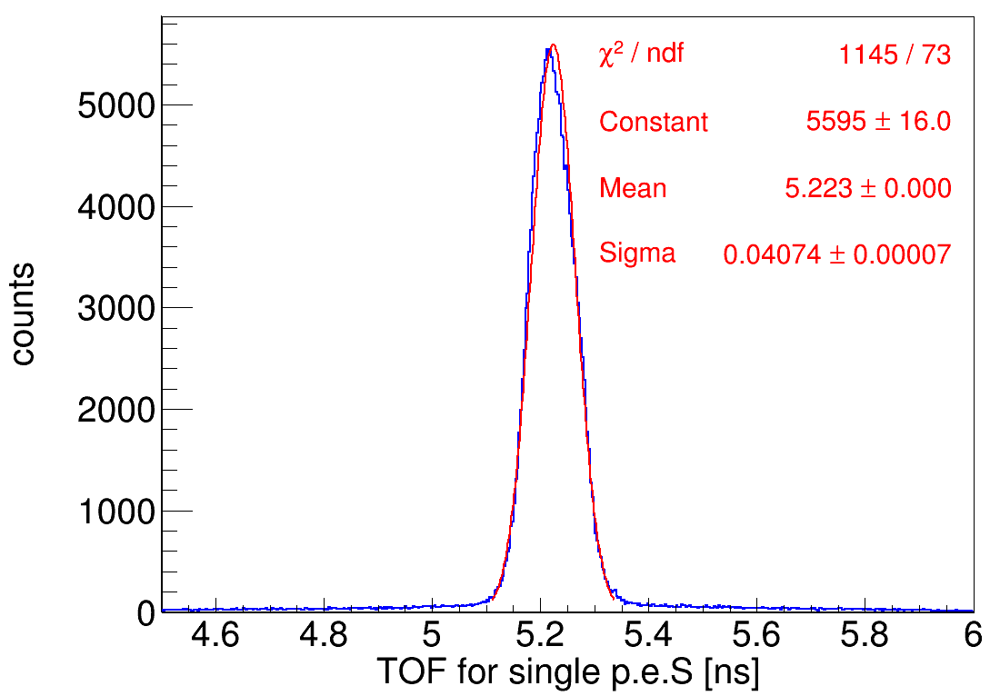 χ² / ndf 1145 / 73
Constant 5595 ± 16.0
Mean 5.223 ± 0.000
Sigma 0.04074 ± 0.00007
counts
5000
4000
3000
2000
1000
0
4.6 4.8 5 5.2 5.4 5.6 5.8 6
TOF for single p.e.S [ns]